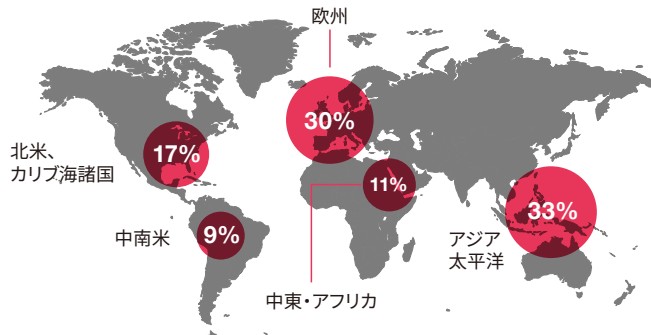 欧州
30%
北米、
カリブ海諸国
17%
11%
中南米
9%
アジア
太平洋
33%
中東・アフリカ